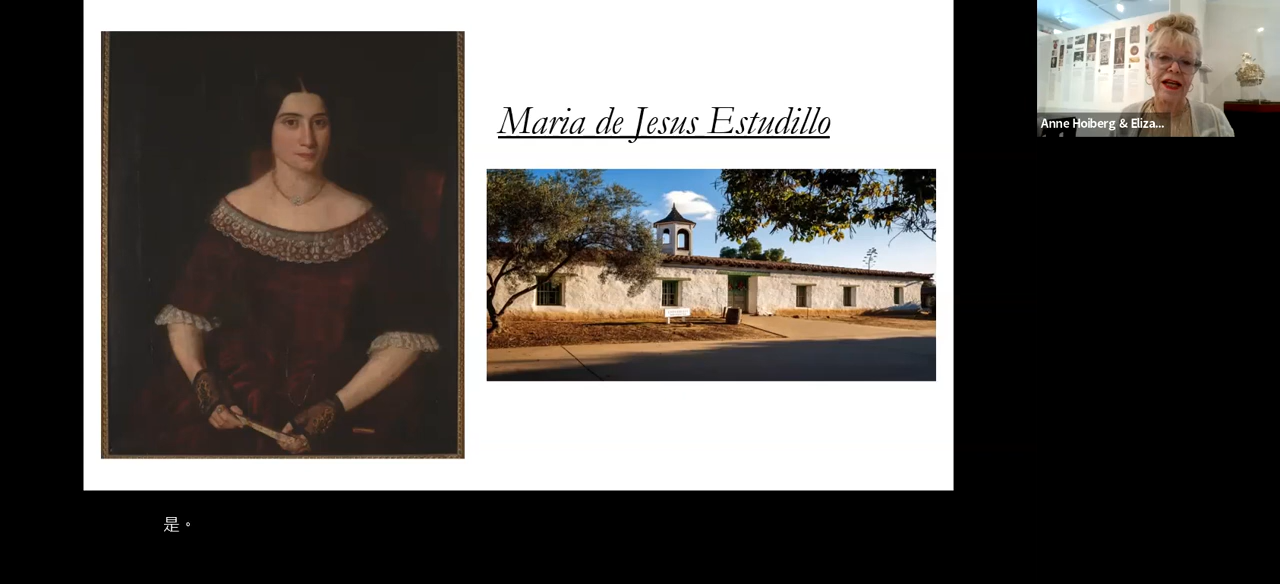 Maria de Jesus Estudillo
Anne Hoiberg & Eliza...
是。